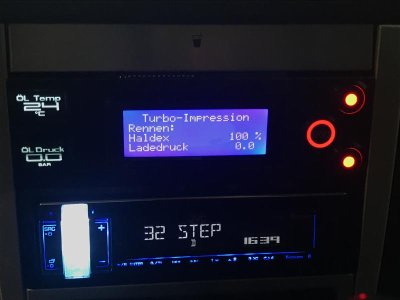 ÖL Temp
24
°C
ÖL Druck
0.0
BAR
Turbo-Impression
Rennen:
Haldex 100 %
Ladedruck 0.0
SRC
+
32 STEP
D
1639
-